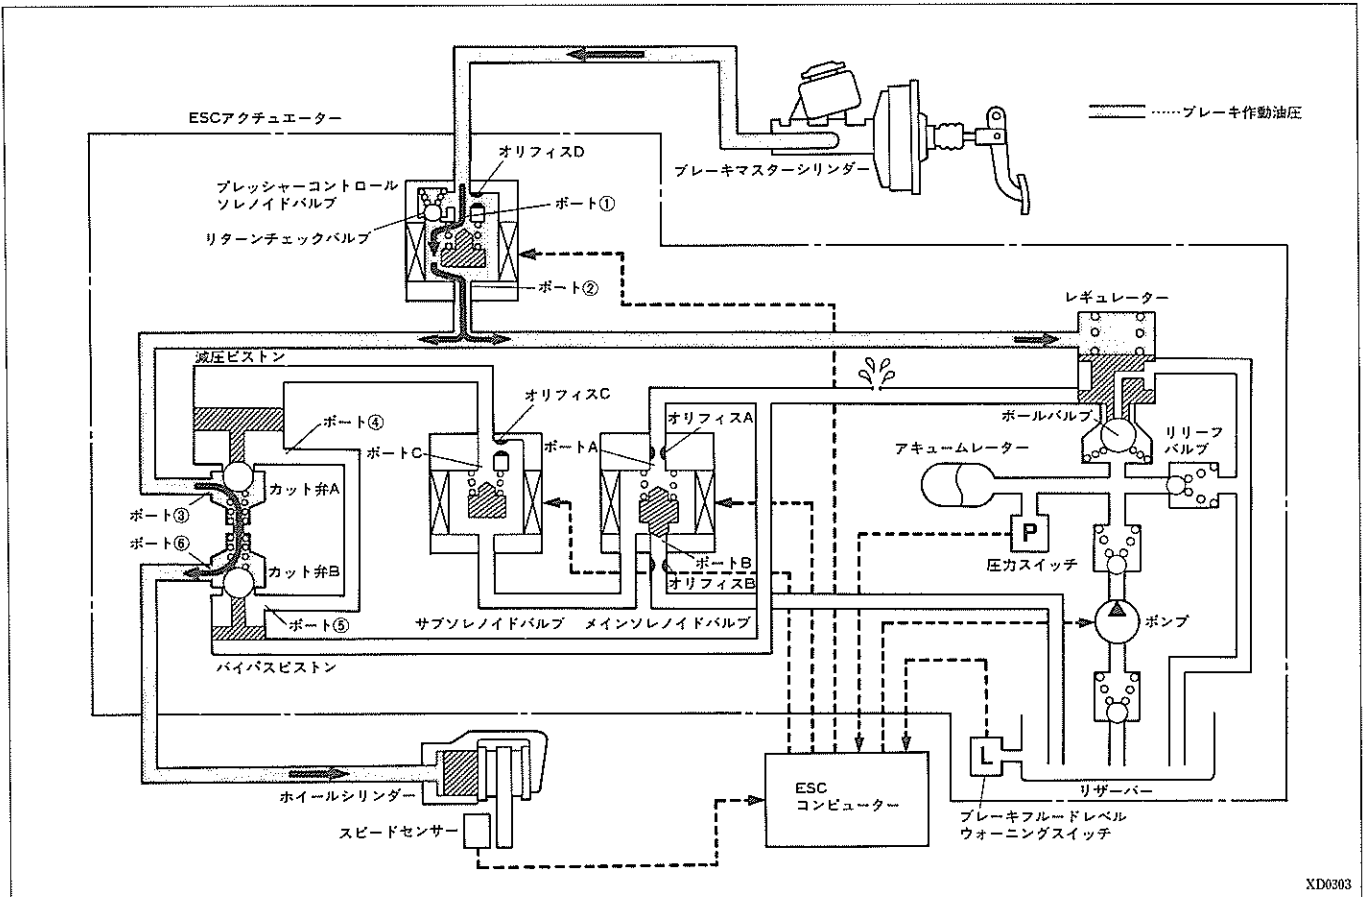 ESCアクチュエーター
‥‥‥ブレーキ作動油圧
オリフィスD
ブレーキマスターシリンダー
プレッシャーコントロール
ソレノイドバルブ
ポート①
リターンチェックバルブ
ポート②
レギュレーター
減圧ピストン
オリフィスC
オリフィスA
ボールバルブ
ポート④
ポートC
ポートA
アキュームレーター
リリーフ
バルブ
カット弁A
ポート③
P
ポート⑥
カット弁B
ポートB
圧力スイッチ
オリフィスB
ポート⑤
サブソレノイドバルブ
メインソレノイドバルブ
ポンプ
バイパスピストン
L
ホイールシリンダー
ESC
コンピューター
リザーバー
スピードセンサー
ブレーキフルードレベル
ウォーニングスイッチ
XD0303